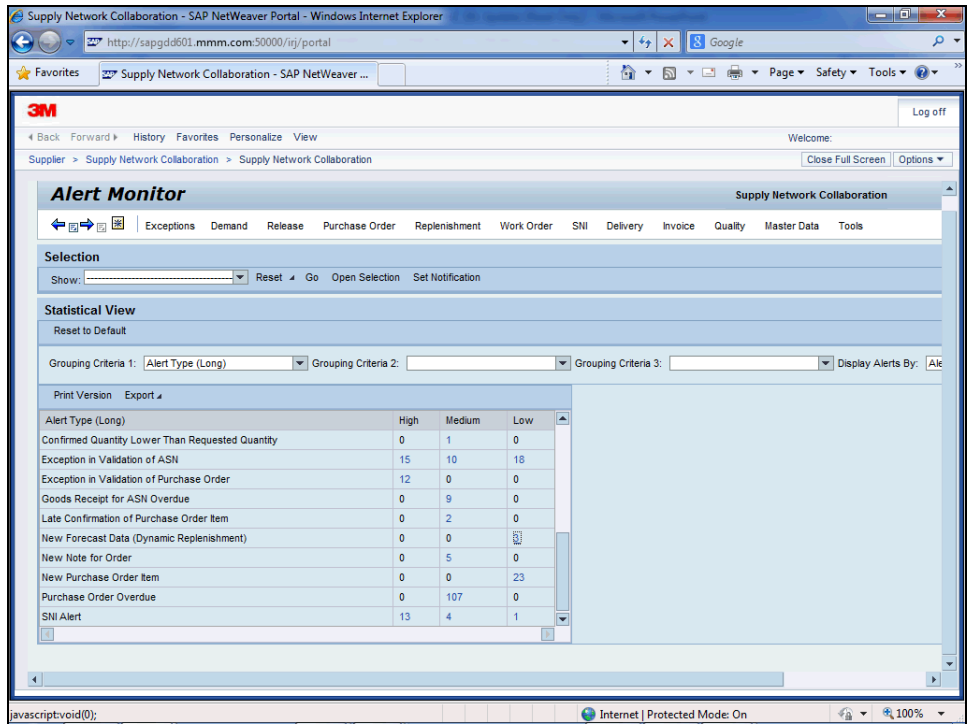 Supply Network Collaboration - SAP NetWeaver Portal - Windows Internet Explorer
http://sapgdd601.mmm.com:50000/irj/portal
Google
Favorites Supply Network Collaboration - SAP NetWeaver ... Page Safety Tools
3M Log off
Back Forward History Favorites Personalize View Welcome:
Supplier > Supply Network Collaboration > Supply Network Collaboration Close Full Screen Options
Alert Monitor Supply Network Collaboration
Exceptions Demand Release Purchase Order Replenishment Work Order SNI Delivery Invoice Quality Master Data Tools
Selection
Show: Reset Go Open Selection Set Notification
Statistical View
Reset to Default
Grouping Criteria 1: Alert Type (Long) Grouping Criteria 2: Grouping Criteria 3: Display Alerts By: Ale
Print Version Export
Alert Type (Long) High Medium Low
Confirmed Quantity Lower Than Requested Quantity 0 1 0
Exception in Validation of ASN 15 10 18
Exception in Validation of Purchase Order 12 0 0
Goods Receipt for ASN Overdue 0 9 0
Late Confirmation of Purchase Order Item 0 2 0
New Forecast Data (Dynamic Replenishment) 0 0
New Note for Order 0 5 0
New Purchase Order Item 0 0 23
Purchase Order Overdue 0 107 0
SNI Alert 13 4 1
javascript:void(0); Internet | Protected Mode: On 100%